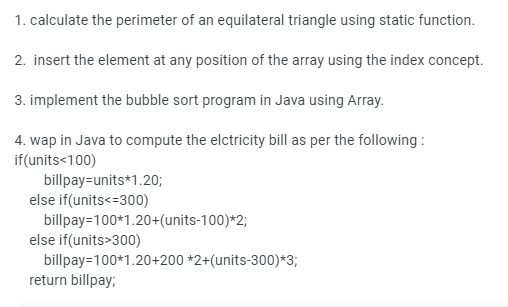 1. calculate the perimeter of an equilateral triangle using static function.
2. insert the element at any position of the array using the index concept.
3. implement the bubble sort program in Java using Array.
4. wap in Java to compute the elctricity bill as per the following :
if(units<100)
billpay=units*1.20;
else if(units<=300)
billpay=100*1.20+(units-100)*2;
else if(units>300)
billpay=100*1.20+200 *2+(units-300)*3;
return billpay;